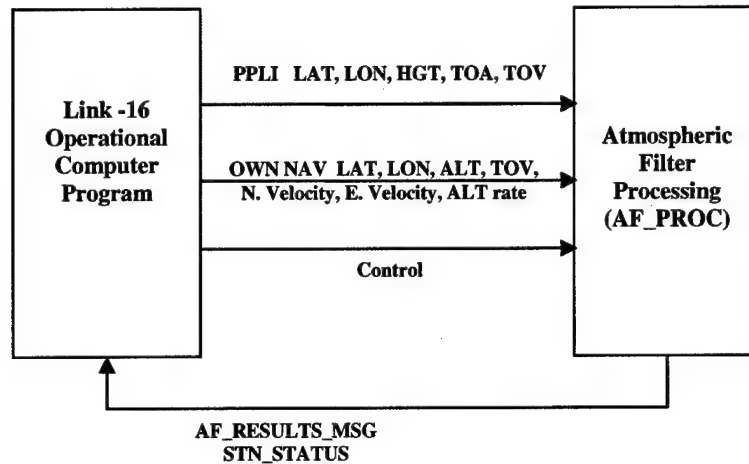 Link -16
Operational
Computer
Program
PPLI LAT, LON, HGT, TOA, TOV
OWN NAV LAT, LON, ALT, TOV,
N. Velocity, E. Velocity, ALT rate
Control
Atmospheric
Filter
Processing
(AF_PROC)
AF_RESULTS_MSG
STN_STATUS